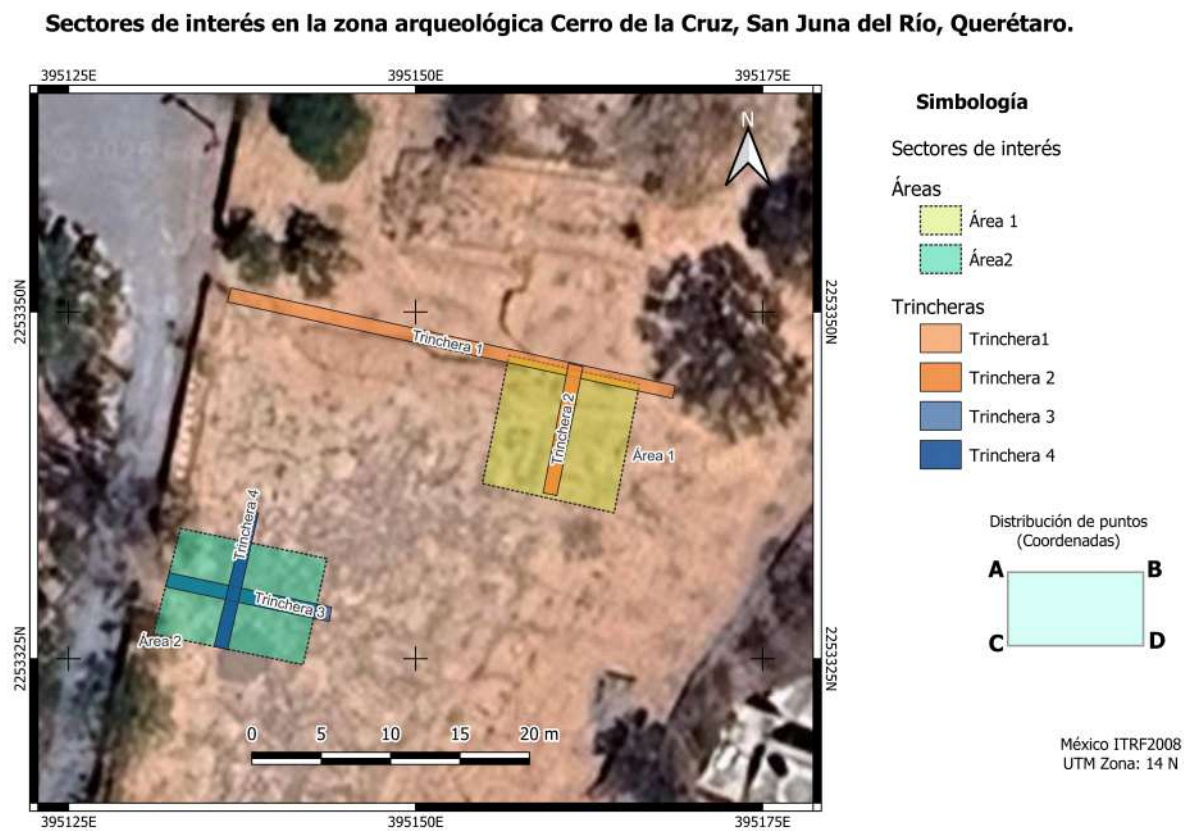 Sectores de interés en la zona arqueológica Cerro de la Cruz, San Juna del Río, Querétaro.
395125E 395150E 395175E
N
2253350N 2253350N
Trinchera 1
Trinchera 2
Área 1
Trinchera 4
Trinchera 3
Área 2
2253325N 2253325N
0 5 10 15 20 m
395125E 395150E 395175E
Simbología
Sectores de interés
Áreas
Área 1
Área2
Trincheras
Trinchera1
Trinchera 2
Trinchera 3
Trinchera 4
Distribución de puntos
(Coordenadas)
A B
C D
México ITRF2008
UTM Zona: 14 N